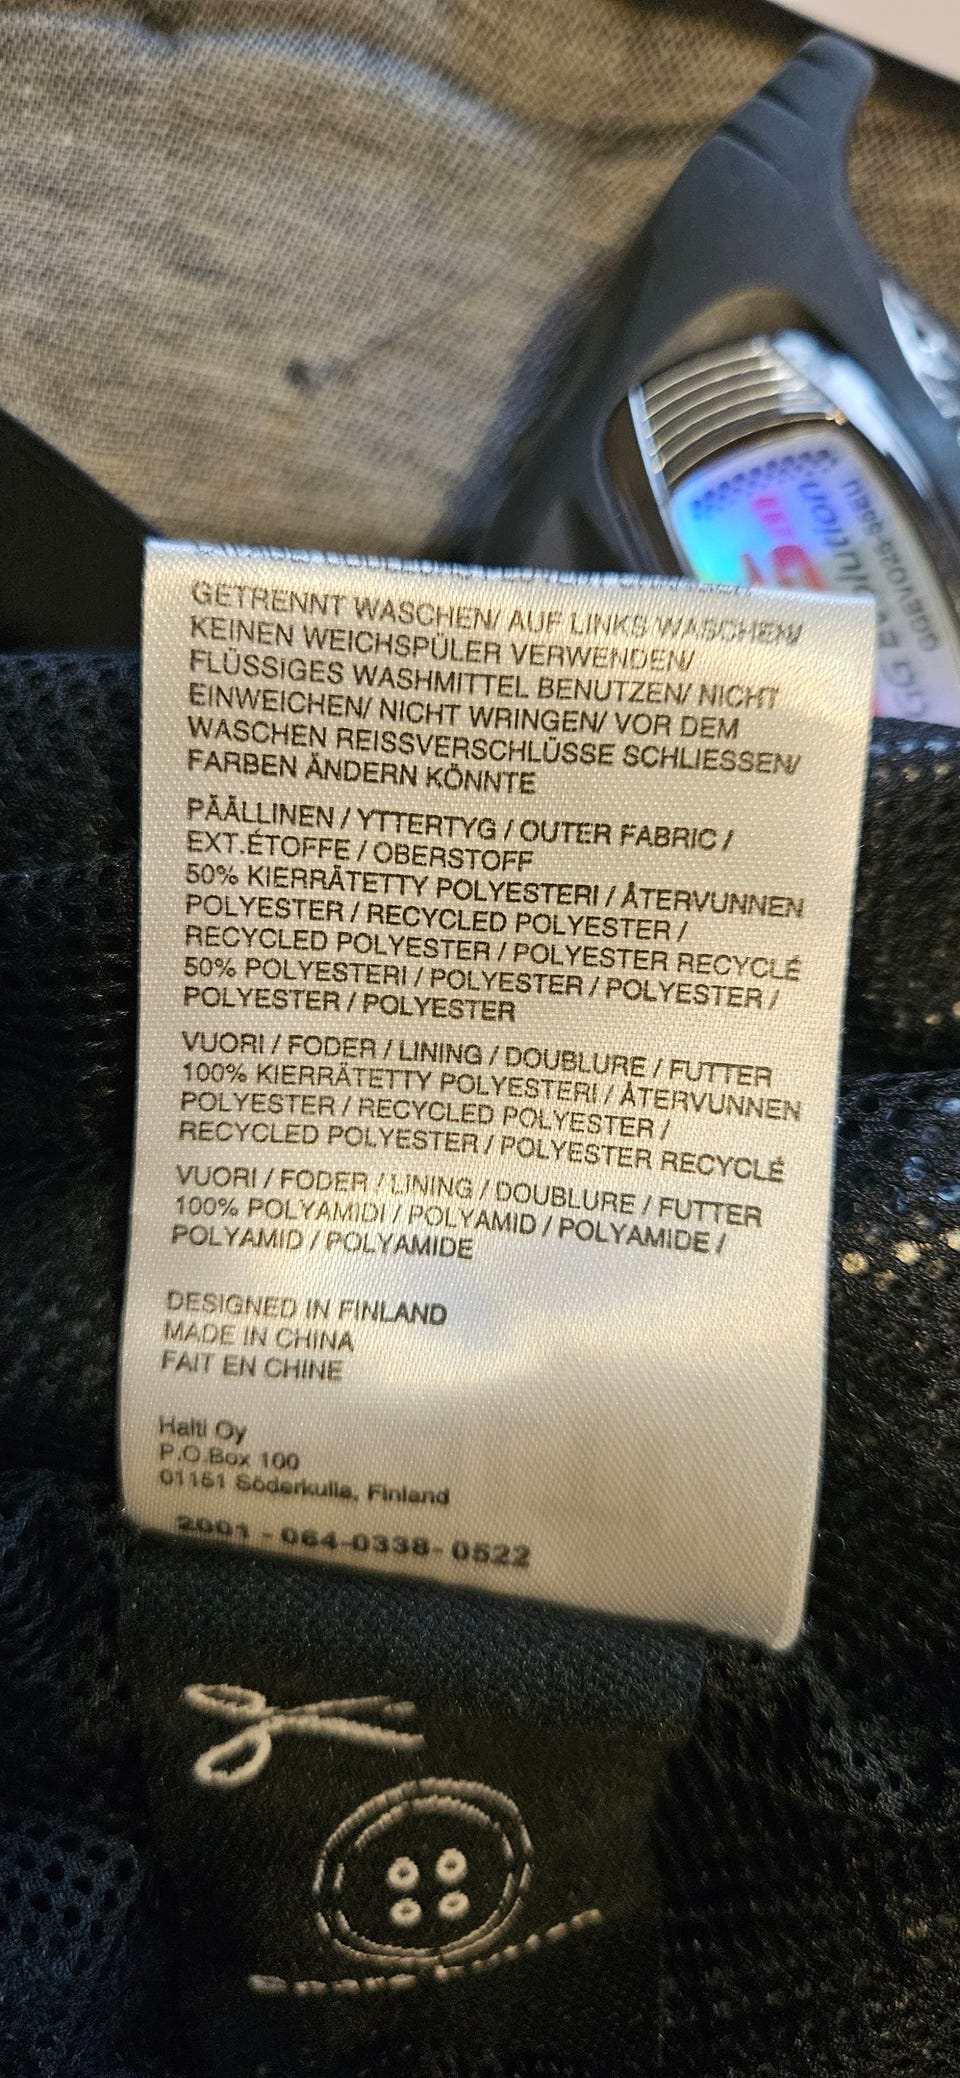 GETRENNT WASCHEN/ AUF LINKS WASCHEN/
KEINEN WEICHSPÜLER VERWENDEN/
FLÜSSIGES WASHMITTEL BENUTZEN/ NICHT
EINWEICHEN/ NICHT WRINGEN/ VOR DEM
WASCHEN REISSVERSCHLÜSSE SCHLIESSEN/
FARBEN ÄNDERN KÖNNTE
PÄÄLLINEN / YTTERTYG / OUTER FABRIC /
EXT.ÉTOFFE / OBERSTOFF
50% KIERRÄTETTY POLYESTERI / ÅTERVUNNEN
POLYESTER / RECYCLED POLYESTER /
RECYCLED POLYESTER / POLYESTER RECYCLÉ
50% POLYESTERI / POLYESTER / POLYESTER /
POLYESTER / POLYESTER
VUORI / FODER / LINING / DOUBLURE / FUTTER
100% KIERRÄTETTY POLYESTERI / ÅTERVUNNEN
POLYESTER / RECYCLED POLYESTER /
RECYCLED POLYESTER / POLYESTER RECYCLÉ
VUORI / FODER / LINING / DOUBLURE / FUTTER
100% POLYAMIDI / POLYAMID / POLYAMIDE /
POLYAMID / POLYAMIDE
DESIGNED IN FINLAND
MADE IN CHINA
FAIT EN CHINE
Halti Oy
P.O.Box 100
01151 Söderkulla, Finland
2001 - 064-0338- 0522